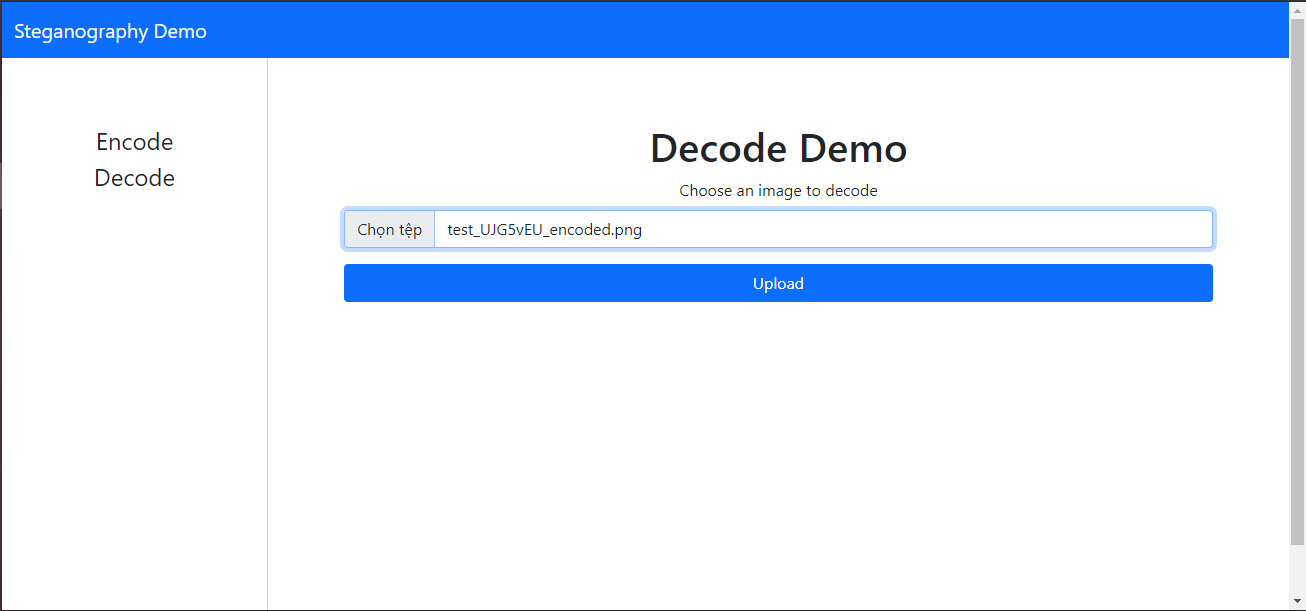 Steganography Demo
Encode
Decode
Decode Demo
Choose an image to decode
Chọn tệp test_UJG5vEU_encoded.png
Upload